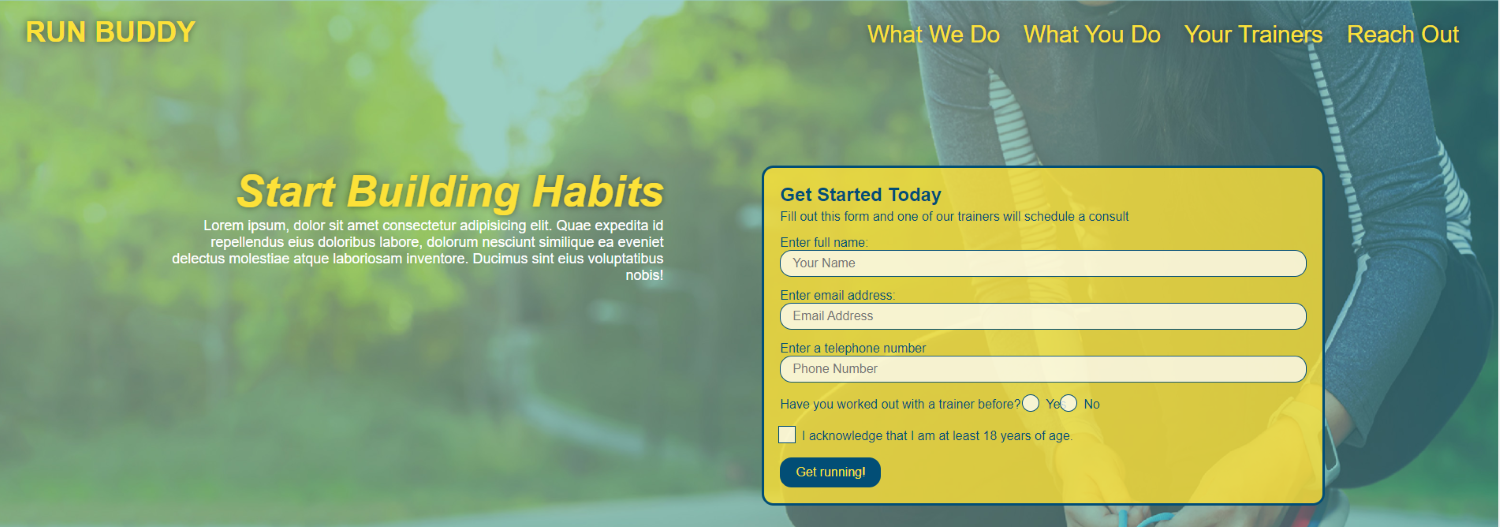 RUN BUDDY
What We Do What You Do Your Trainers Reach Out
Start Building Habits
Lorem ipsum, dolor sit amet consectetur adipisicing elit. Quae expedita id
repellendus eius doloribus labore, dolorum nesciunt similique ea eveniet
delectus molestiae atque laboriosam inventore. Ducimus sint eius voluptatibus
nobis!
Get Started Today
Fill out this form and one of our trainers will schedule a consult
Enter full name:
Your Name
Enter email address:
Email Address
Enter a telephone number
Phone Number
Have you worked out with a trainer before? Yes No
I acknowledge that I am at least 18 years of age.
Get running!